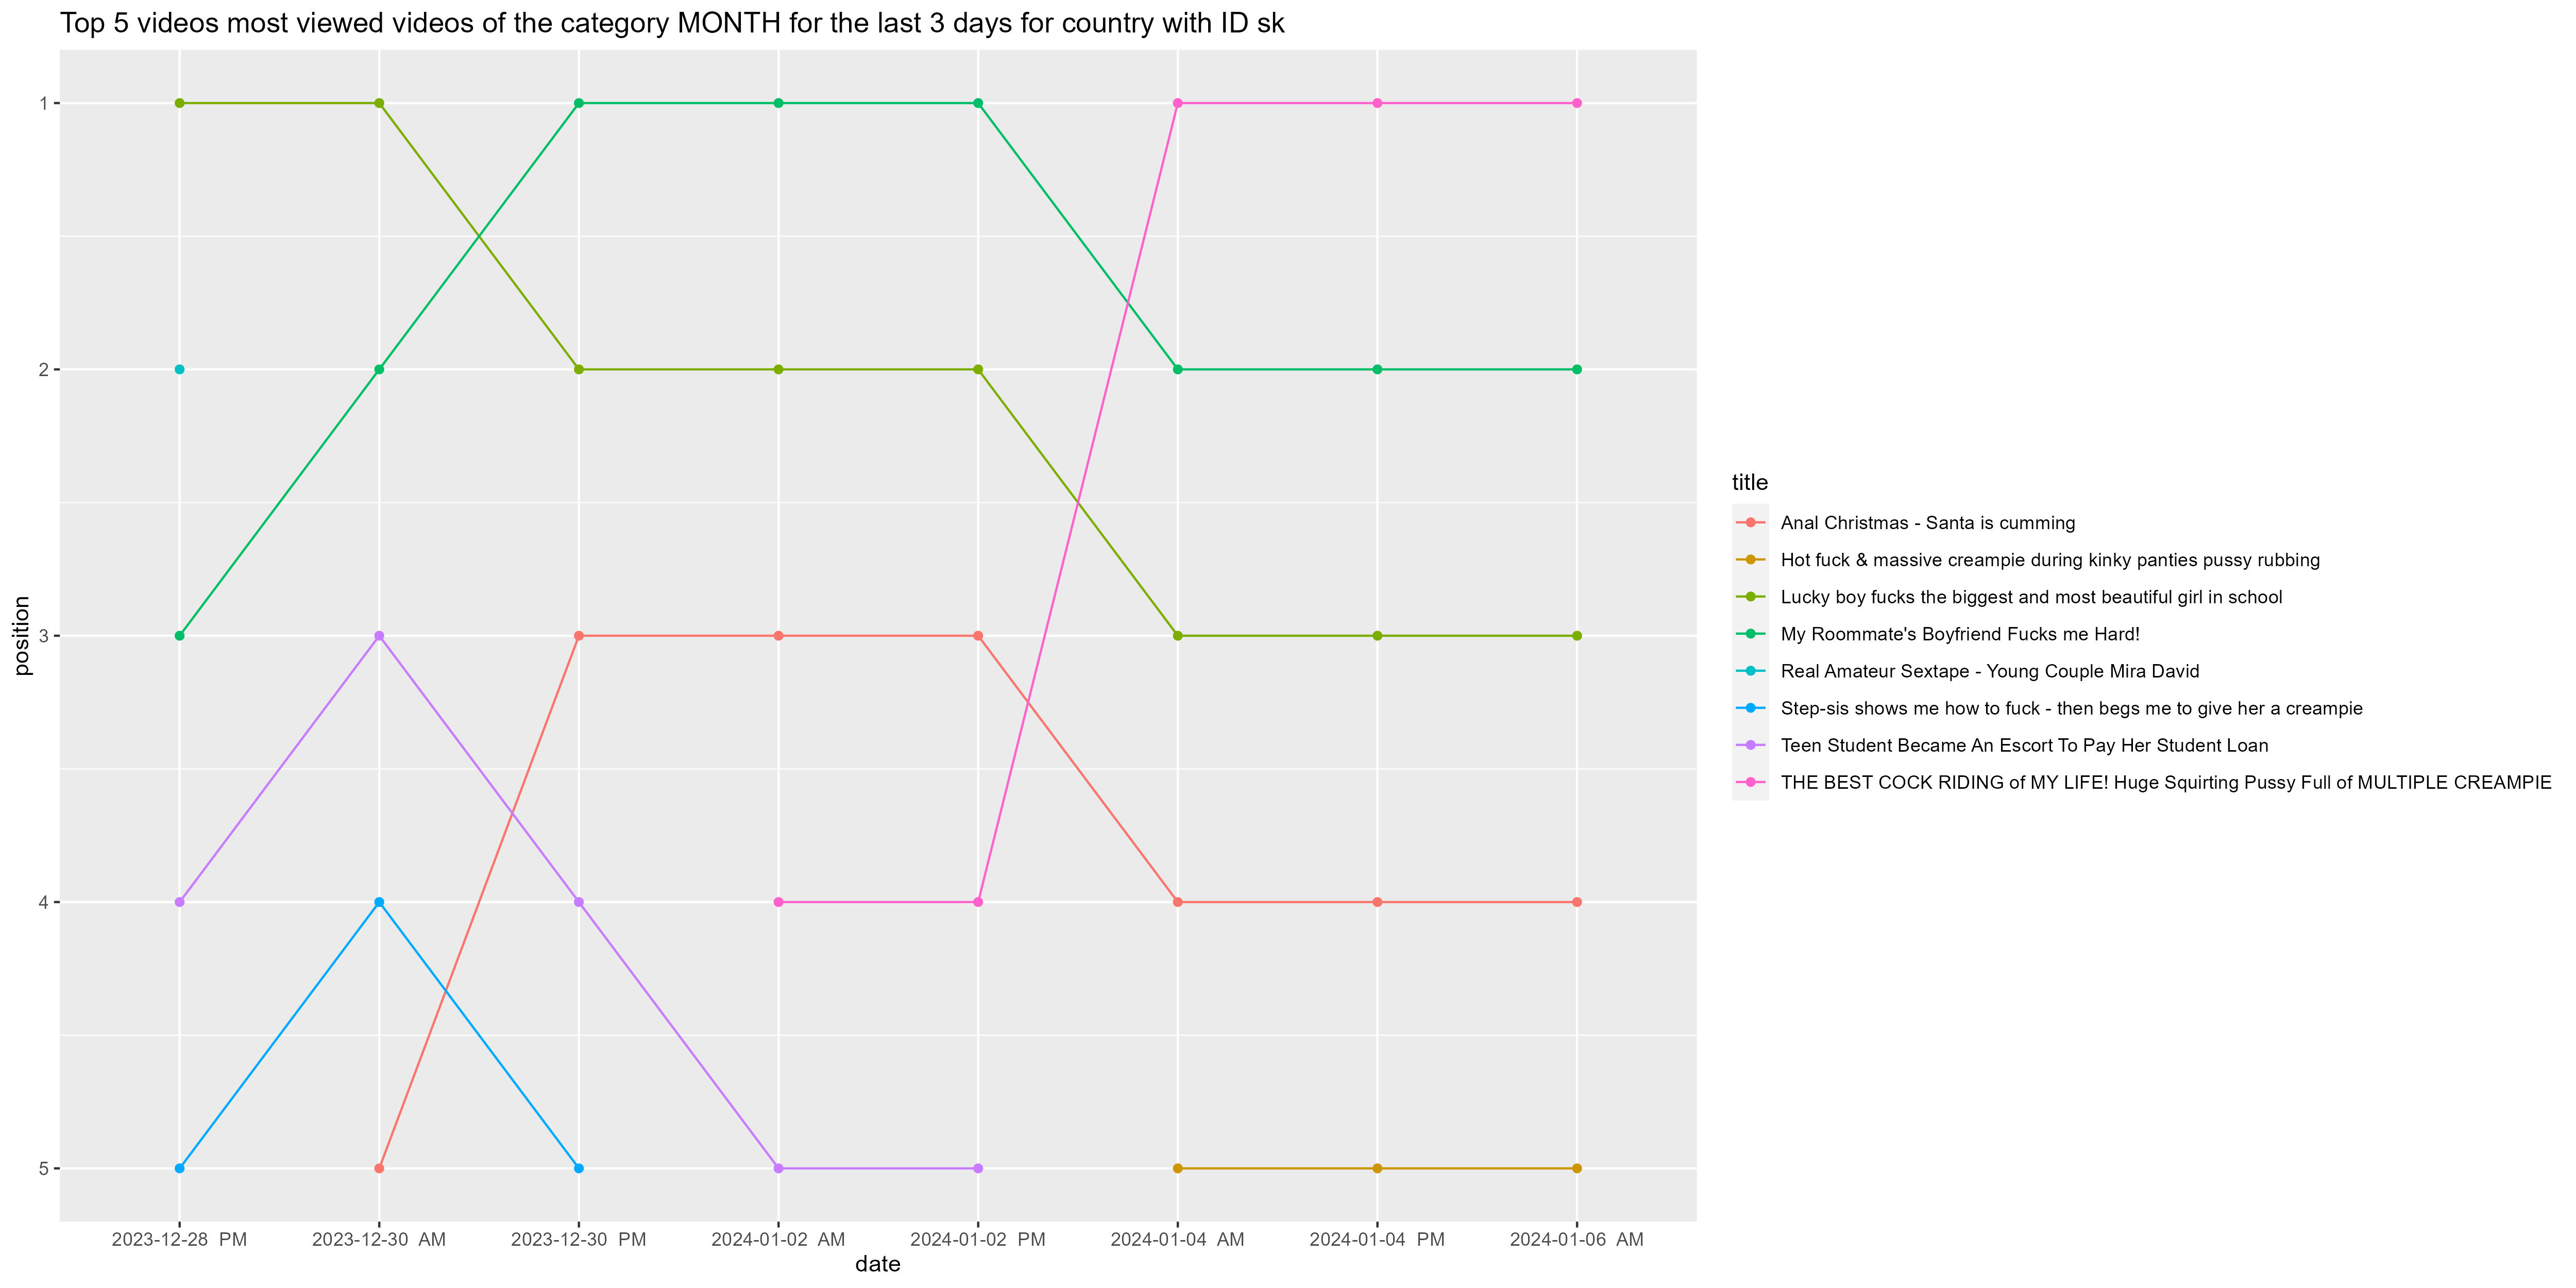 Top 5 videos most viewed videos of the category MONTH for the last 3 days for country with ID sk
position
1
2
3
4
5
2023-12-28 PM
2023-12-30 AM
2023-12-30 PM
2024-01-02 AM
2024-01-02 PM
2024-01-04 AM
2024-01-04 PM
2024-01-06 AM
date
title
Anal Christmas - Santa is cumming
Hot fuck & massive creampie during kinky panties pussy rubbing
Lucky boy fucks the biggest and most beautiful girl in school
My Roommate's Boyfriend Fucks me Hard!
Real Amateur Sextape - Young Couple Mira David
Step-sis shows me how to fuck - then begs me to give her a creampie
Teen Student Became An Escort To Pay Her Student Loan
THE BEST COCK RIDING of MY LIFE! Huge Squirting Pussy Full of MULTIPLE CREAMPIE